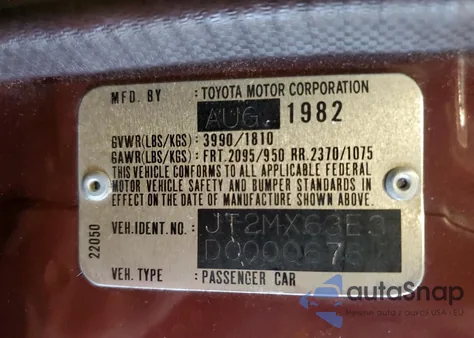 MFD. BY : TOYOTA MOTOR CORPORATION
AUG. 1982
GVWR(LBS/KGS): 3990/1810
GAWR(LBS/KGS): FRT.2095/950 RR.2370/1075
THIS VEHICLE CONFORMS TO ALL APPLICABLE FEDERAL
MOTOR VEHICLE SAFETY AND BUMPER STANDARDS IN
EFFECT ON THE DATE OF MANUFACTURE SHOWN ABOVE.
VEH.IDENT. NO. : JT2MX63E3
VEH. TYPE : PASSENGER CAR
22050
autoSnap